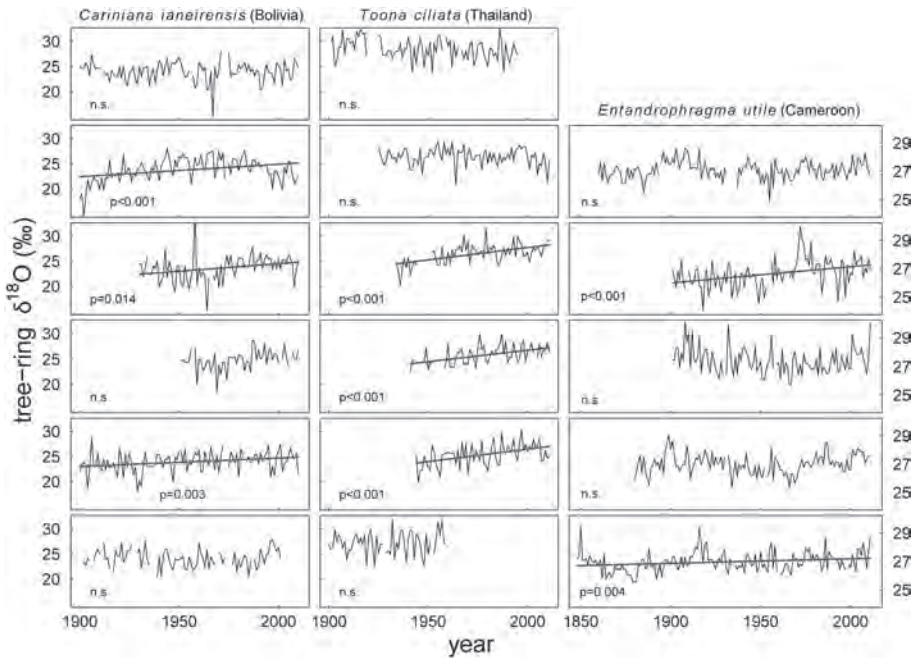 Cariniana ianeirensis (Bolivia)
Toona ciliata (Thailand)
30
25
20
n.s.
n.s.
Entandrophragma utile (Cameroon)
30
25
20
p<0.001
n.s.
n.s.
29
27
25
30
25
20
p=0.014
p<0.001
p<0.001
29
27
25
tree-ring δ18O (‰)
30
25
20
n.s
p<0.001
n.s
29
27
25
30
25
20
p=0.003
p<0.001
n.s.
29
27
25
30
25
20
n.s
n.s
p=0.004
29
27
25
1900 1950 2000 1900 1950 2000 1850 1900 1950 2000
year